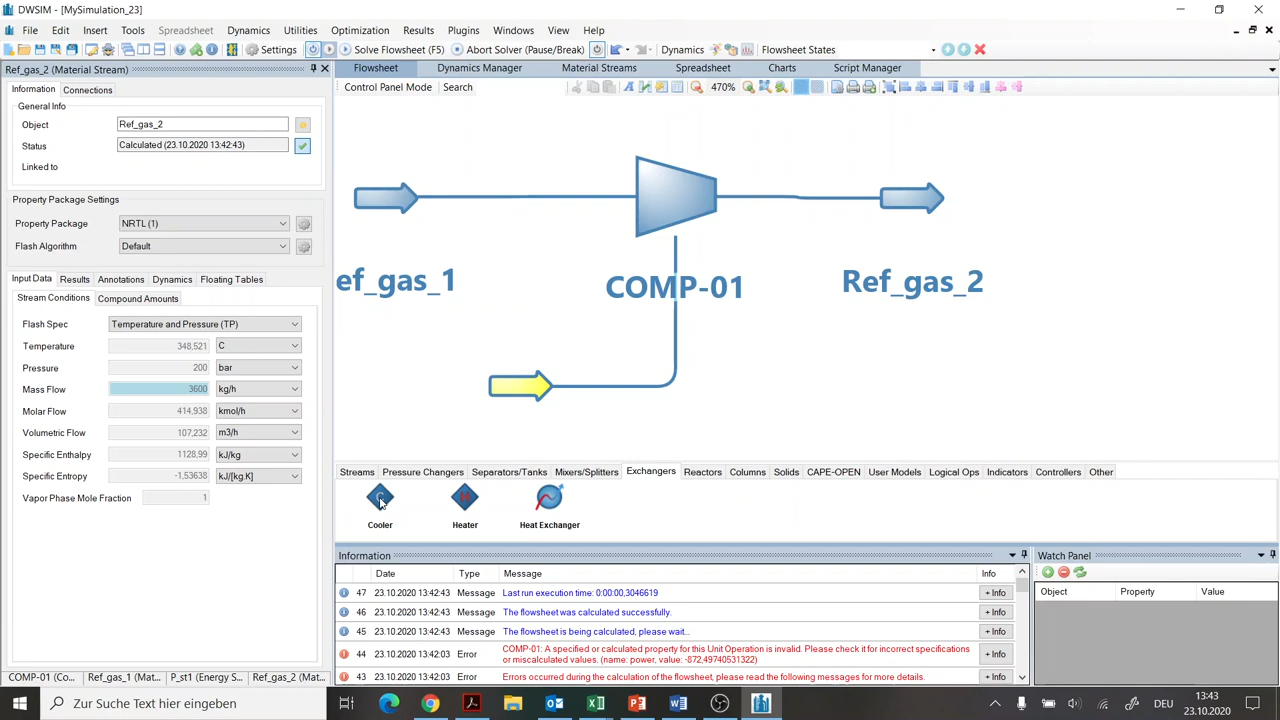 DWSIM - [MySimulation_23]
File Edit Insert Tools Spreadsheet Dynamics Utilities Optimization Results Plugins Windows View Help
Settings Solve Flowsheet (F5) Abort Solver (Pause/Break) Dynamics Flowsheet States
Ref_gas_2 (Material Stream)
Flowsheet Dynamics Manager Material Streams Spreadsheet Charts Script Manager
Information Connections
Control Panel Mode Search 470%
General Info
Object Ref_gas_2
Status Calculated (23.10.2020 13:42:43)
Linked to
Property Package Settings
Property Package NRTL (1)
Flash Algorithm Default
Input Data Results Annotations Dynamics Floating Tables
Stream Conditions Compound Amounts
Flash Spec Temperature and Pressure (TP)
Temperature 348,521 C
Pressure 200 bar
Mass Flow 3600 kg/h
Molar Flow 414,938 kmol/h
Volumetric Flow 107,232 m3/h
Specific Enthalpy 1128,99 kJ/kg
Specific Entropy -1,53638 kJ/[kg.K]
Vapor Phase Mole Fraction 1
ef_gas_1 COMP-01 Ref_gas_2
Streams Pressure Changers Separators/Tanks Mixers/Splitters Exchangers Reactors Columns Solids CAPE-OPEN User Models Logical Ops Indicators Controllers Other
C H
Cooler Heater Heat Exchanger
Information
Date Type Message Info
47 23.10.2020 13:42:43 Message Last run execution time: 0:00:00,3046619 + Info
46 23.10.2020 13:42:43 Message The flowsheet was calculated successfully. + Info
45 23.10.2020 13:42:43 Message The flowsheet is being calculated, please wait... + Info
44 23.10.2020 13:42:03 Error COMP-01: A specified or calculated property for this Unit Operation is invalid. Please check it for incorrect specifications + Info
or miscalculated values. (name: power, value: -872,49740531322)
43 23.10.2020 13:42:03 Error Errors occurred during the calculation of the flowsheet, please read the following messages for more details. + Info
Watch Panel
Object Property Value
COMP-01 (Co... Ref_gas_1 (Mat... P_st1 (Energy S... Ref_gas_2 (Mat...
Zur Suche Text hier eingeben
DEU
13:43
23.10.2020